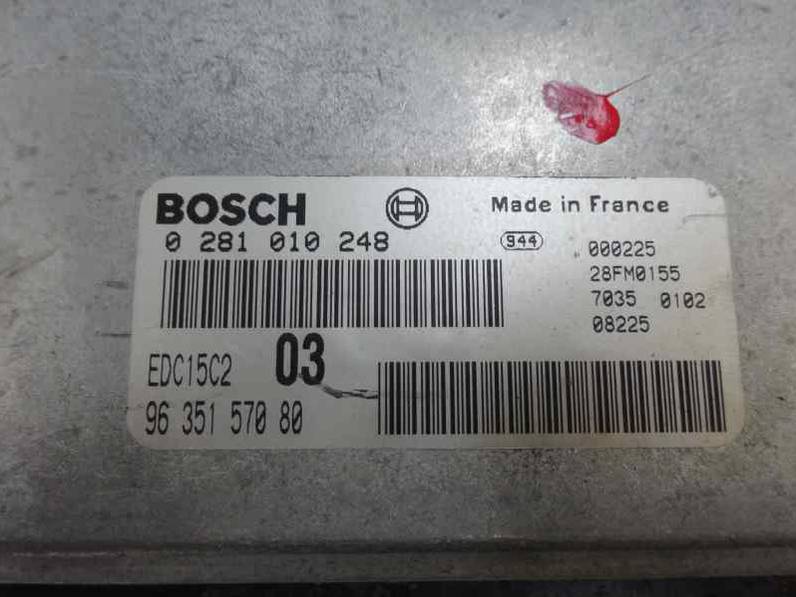 BOSCH Made in France
0 281 010 248 944 000225
28FM0155
7035 0102
08225
EDC15C2 03
96 351 570 80